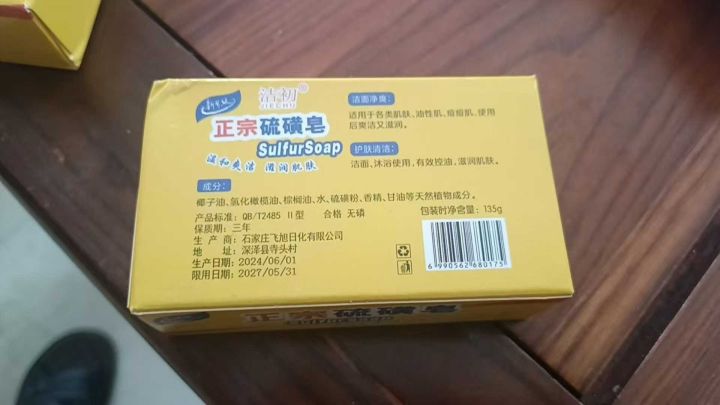 洁初
JIECHU
正宗硫磺皂
SulfurSoap
温和爽洁 滋润肌肤
洁面净爽：
适用于各类肌肤、油性肌、痘痘肌、使用
后爽洁又滋润。
护肤清洁：
洁面、沐浴使用，有效控油，滋润肌肤。
成分：
椰子油、氢化橄榄油、棕榈油、水、硫磺粉、香精、甘油等天然植物成分。
产品标准：QB/T2485 II型 合格 无磷
包装时净含量：135g
保质期：三年
生 产 商：石家庄飞旭日化有限公司
地 址：深泽县寺头村
生产日期：2024/06/01
限用日期：2027/05/31
6 990562 680175
正宗硫磺皂
SulfurSoap